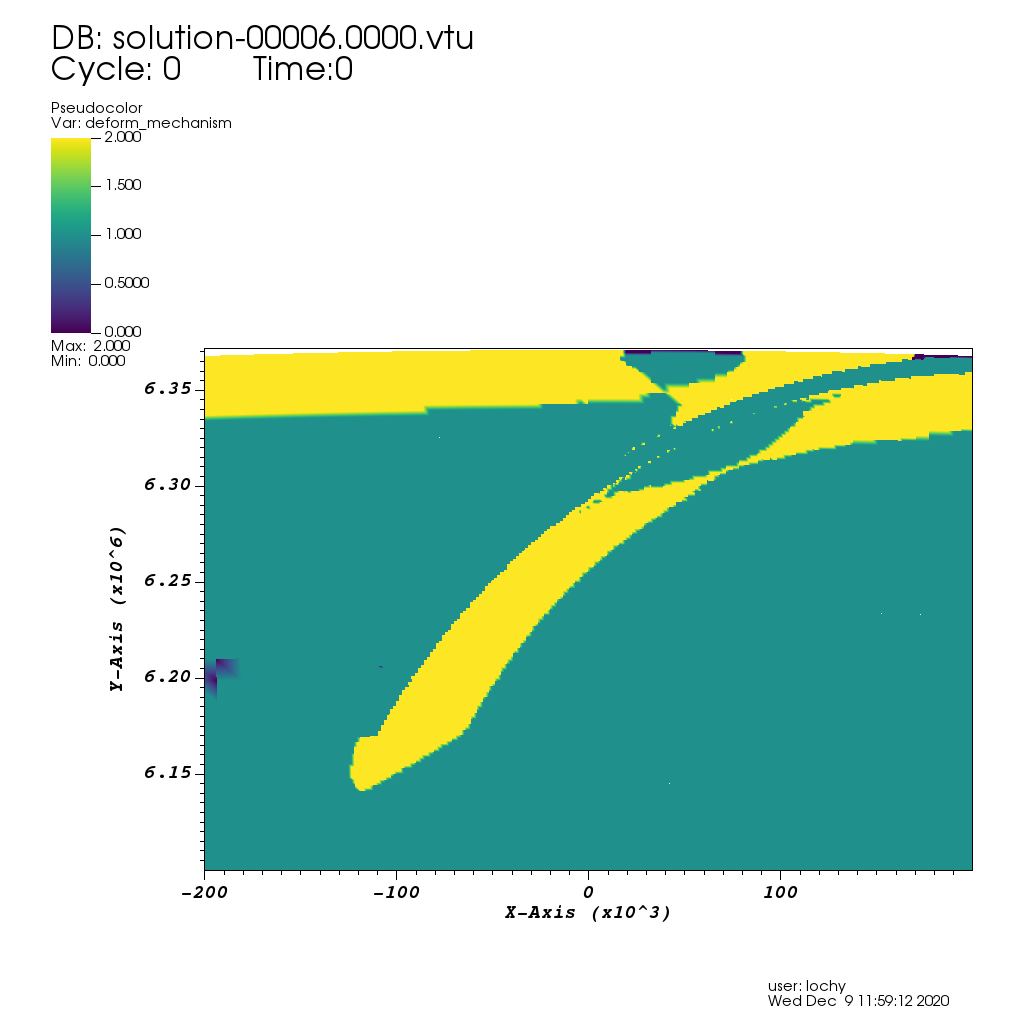 DB: solution-00006.0000.vtu
Cycle: 0 Time:0
Pseudocolor
Var: deform_mechanism
2.000
1.500
1.000
0.5000
0.000
Max: 2.000
Min: 0.000
6.35
6.30
6.25
6.20
6.15
Y-Axis (x10^6)
-200 -100 0 100
X-Axis (x10^3)
user: lochy
Wed Dec 9 11:59:12 2020